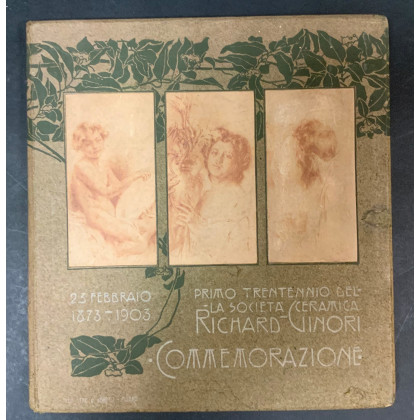 25 FEBBRAIO
1873-1903
PRIMO TRENTENNIO DEL-
-LA SOCIETÀ CERAMICA
RICHARD GINORI
·COMMEMORAZIONE·